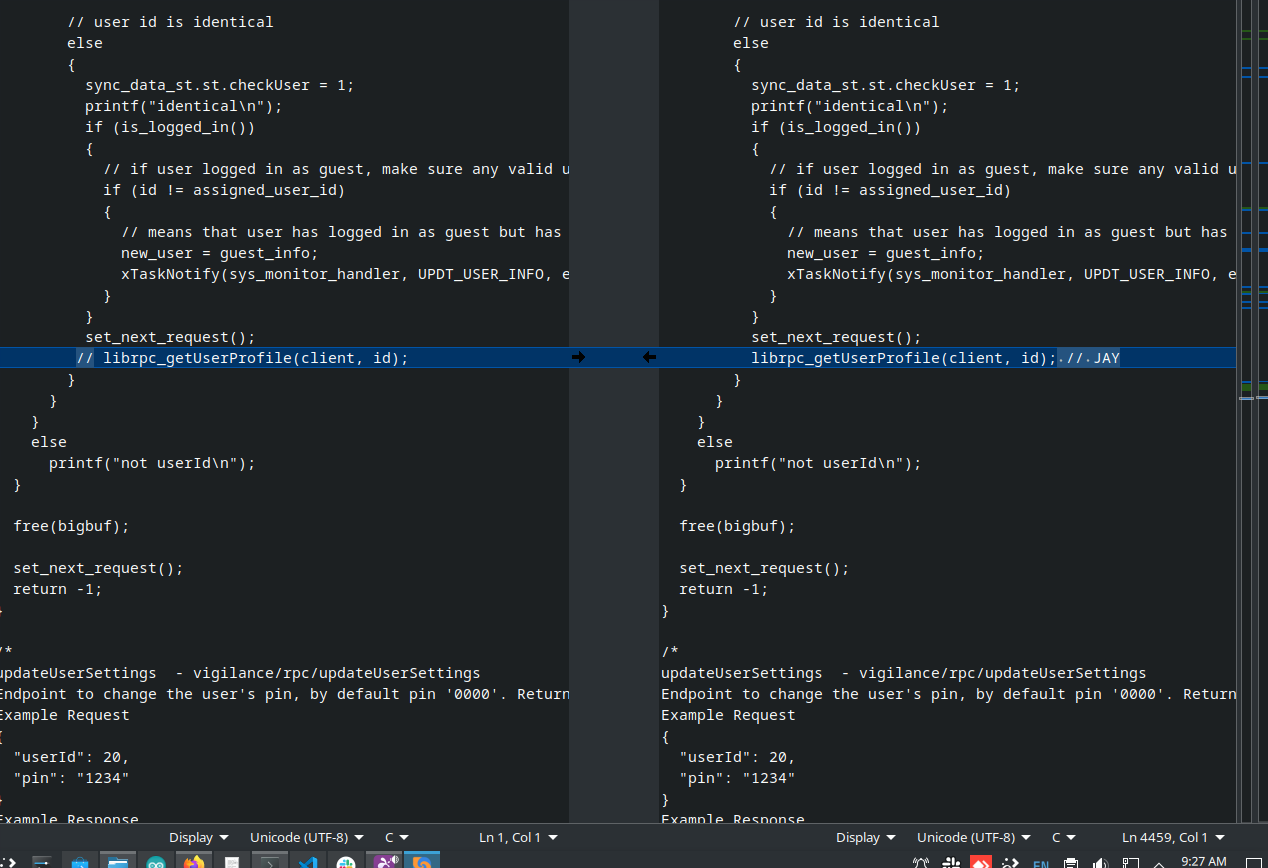 // user id is identical
else
{
sync_data_st.st.checkUser = 1;
printf("identical\n");
if (is_logged_in())
{
// if user logged in as guest, make sure any valid u
if (id != assigned_user_id)
{
// means that user has logged in as guest but has
new_user = guest_info;
xTaskNotify(sys_monitor_handler, UPDT_USER_INFO, e
}
}
set_next_request();
// librpc_getUserProfile(client, id);
}
}
}
else
printf("not userId\n");
}
free(bigbuf);
set_next_request();
return -1;
}
/*
updateUserSettings  - vigilance/rpc/updateUserSettings
Endpoint to change the user's pin, by default pin '0000'. Return
Example Request
{
"userId": 20,
"pin": "1234"
}
Example Response
Display Unicode (UTF-8) C Ln 1, Col 1
// user id is identical
else
{
sync_data_st.st.checkUser = 1;
printf("identical\n");
if (is_logged_in())
{
// if user logged in as guest, make sure any valid u
if (id != assigned_user_id)
{
// means that user has logged in as guest but has
new_user = guest_info;
xTaskNotify(sys_monitor_handler, UPDT_USER_INFO, e
}
}
set_next_request();
librpc_getUserProfile(client, id); // JAY
}
}
}
else
printf("not userId\n");
}
free(bigbuf);
set_next_request();
return -1;
}
/*
updateUserSettings  - vigilance/rpc/updateUserSettings
Endpoint to change the user's pin, by default pin '0000'. Return
Example Request
{
"userId": 20,
"pin": "1234"
}
Example Response
Display Unicode (UTF-8) C Ln 4459, Col 1
EN 9:27 AM